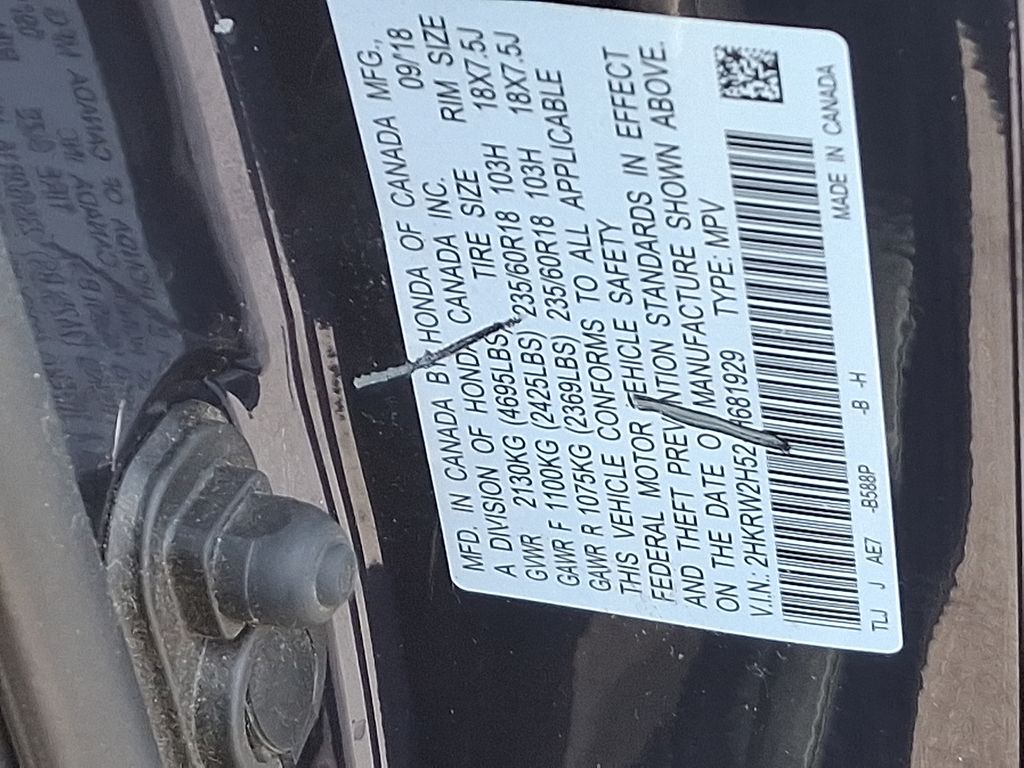 MFD. IN CANADA BY HONDA OF CANADA MFG.,
A DIVISION OF HONDA CANADA INC. 09/18
GVWR 2130KG (4695LBS) TIRE SIZE RIM SIZE
GAWR F 1100KG (2425LBS) 235/60R18 103H 18X7.5J
GAWR R 1075KG (2369LBS) 235/60R18 103H 18X7.5J
THIS VEHICLE CONFORMS TO ALL APPLICABLE
FEDERAL MOTOR VEHICLE SAFETY
AND THEFT PREVENTION STANDARDS IN EFFECT
ON THE DATE OF MANUFACTURE SHOWN ABOVE.
V.I.N.: 2HKRW2H52 681929 TYPE: MPV
TLJ J AE7 -B588P -B -H
MADE IN CANADA